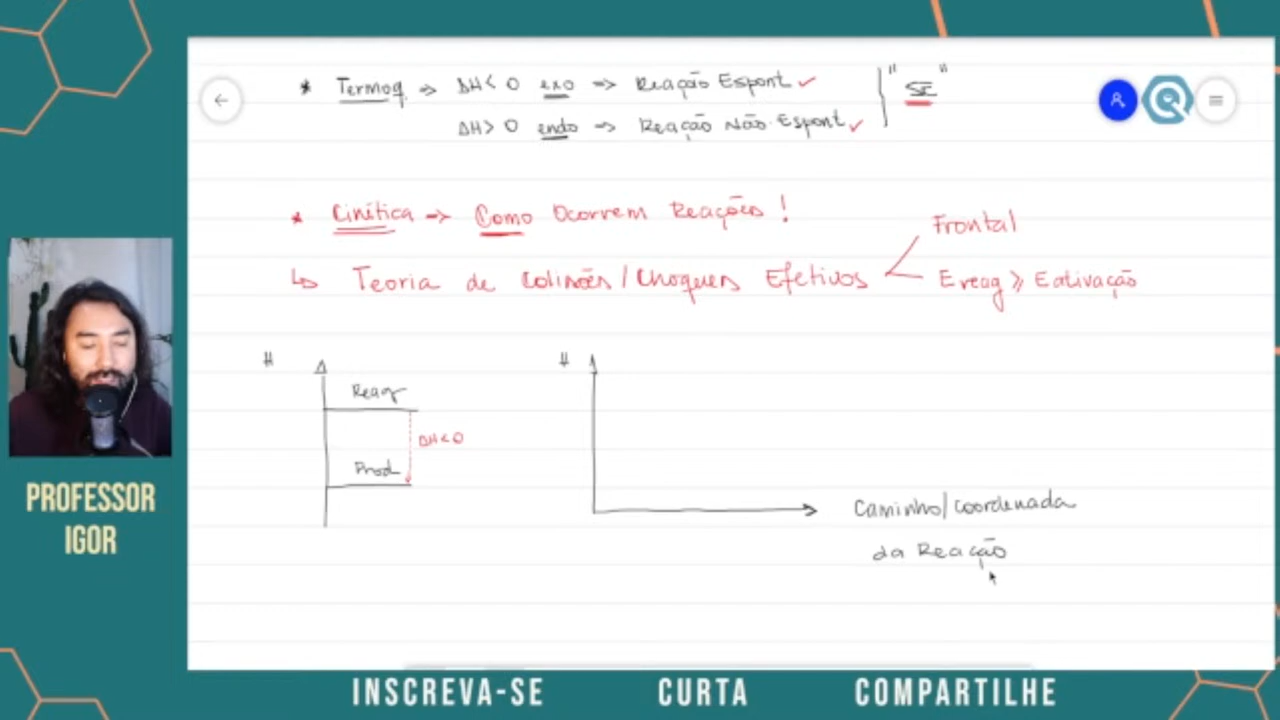 * Termoq → ΔH < 0 exo ⇒ Reação Espont ✓ } "SE"
ΔH > 0 endo ⇒ Reação Não Espont ✓
* Cinética → Como Ocorrem Reações !
↳ Teoria de Colisões/Choques Efetivos
Frontal
Ereag ⩾ Eativação
H
Reag
ΔH < 0
Prod
H
Caminho/coordenada
da Reação
PROFESSOR
IGOR
INSCREVA-SE CURTA COMPARTILHE